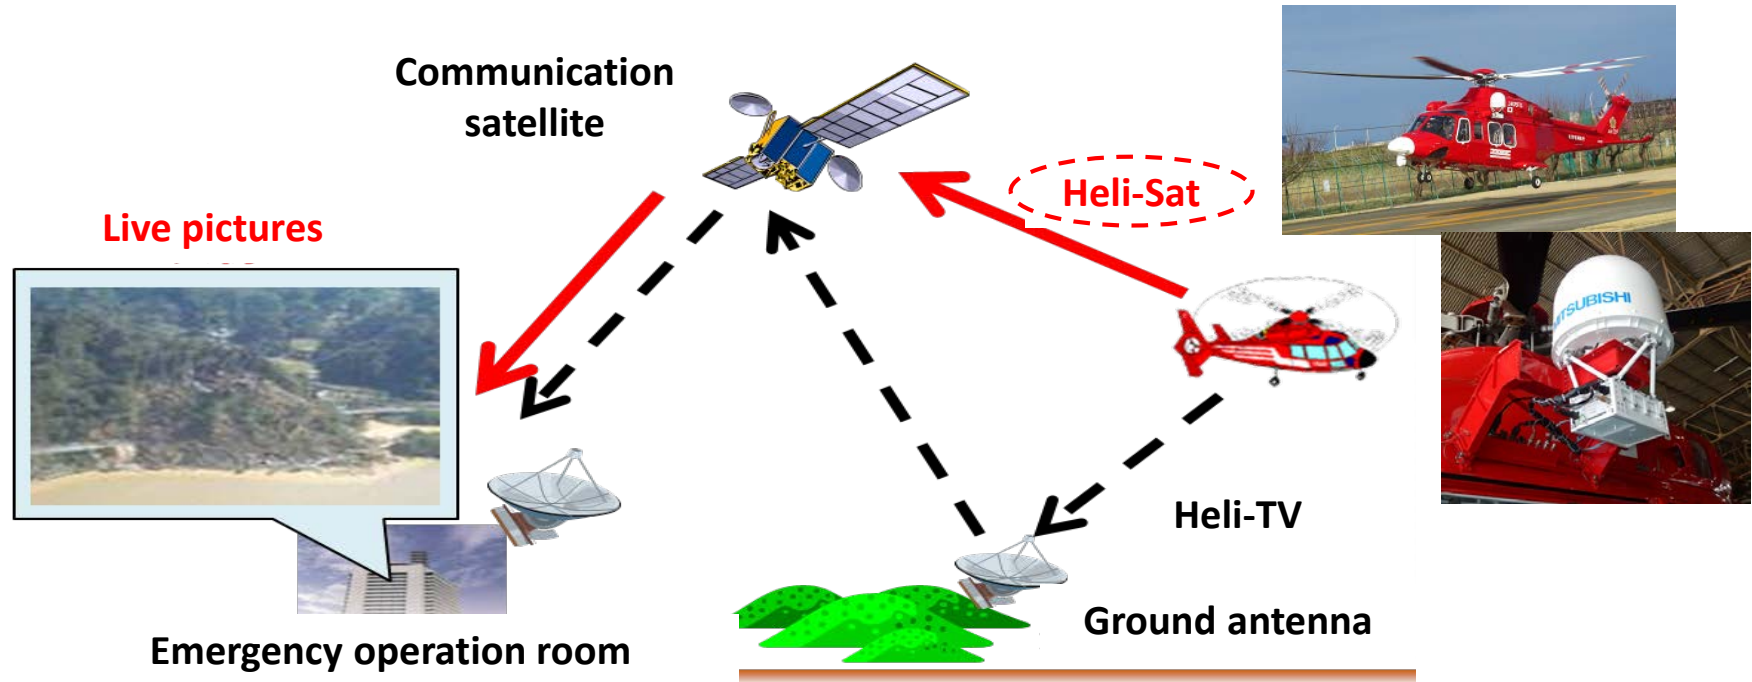 Communication
satellite
Heli-Sat
Live pictures
MITSUBISHI
Heli-TV
Ground antenna
Emergency operation room